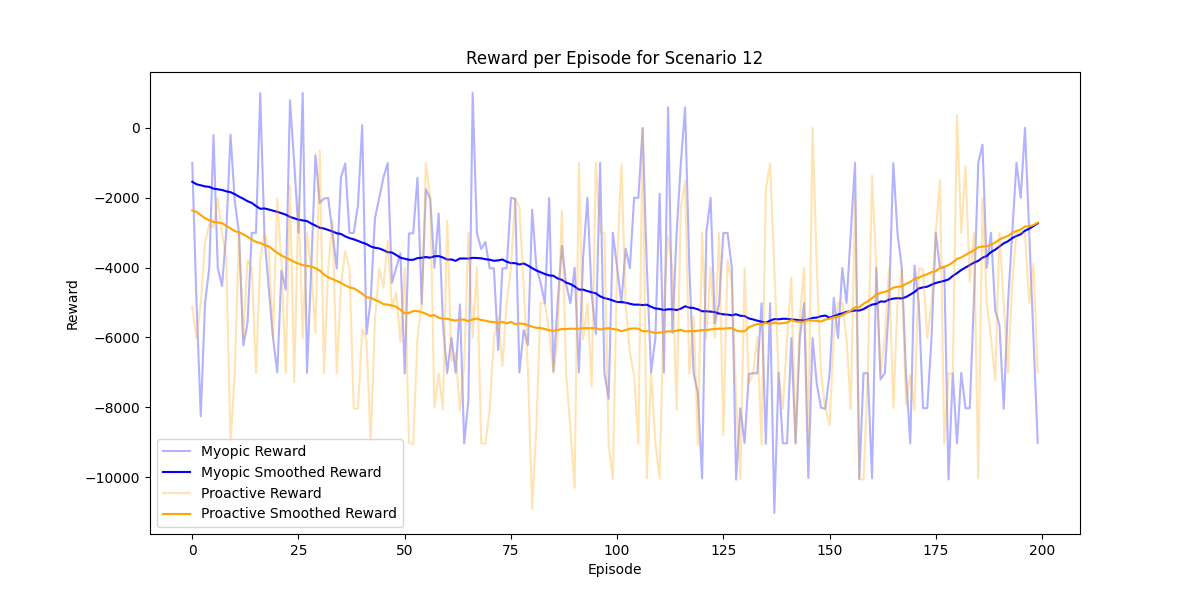 Reward per Episode for Scenario 12
Reward
0
−2000
−4000
−6000
−8000
−10000
Myopic Reward
Myopic Smoothed Reward
Proactive Reward
Proactive Smoothed Reward
0 25 50 75 100 125 150 175 200
Episode